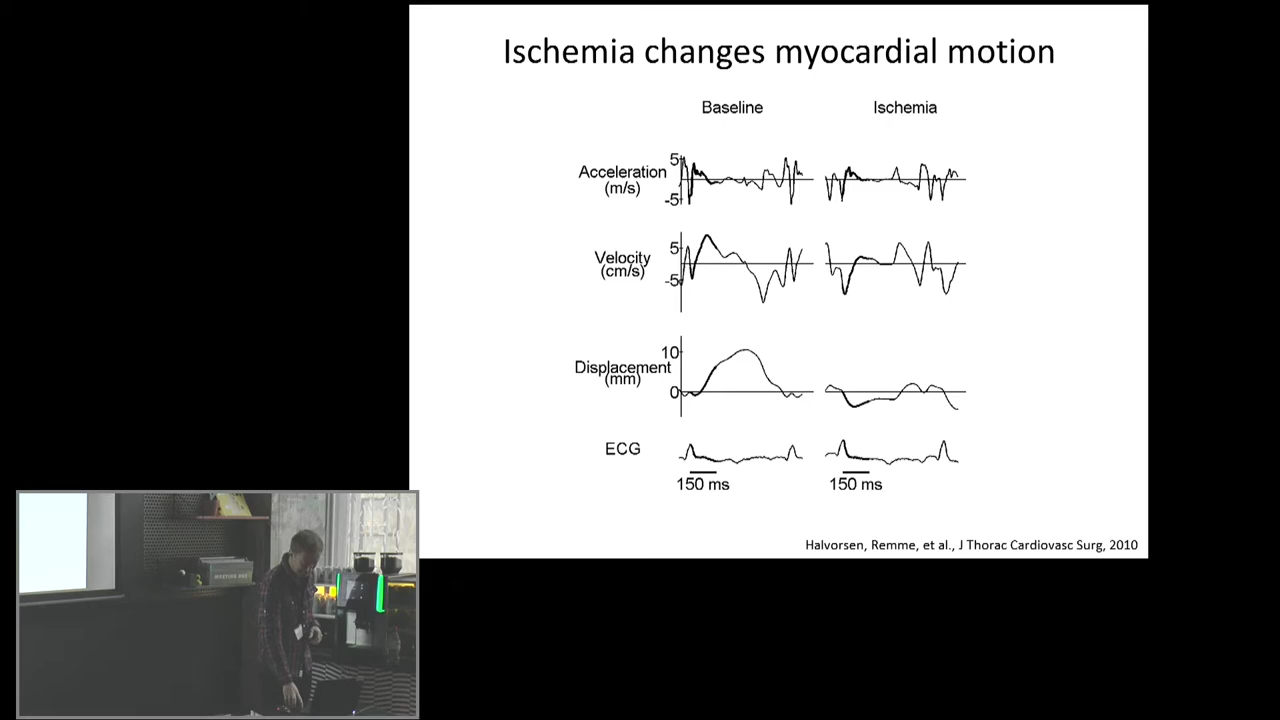 Ischemia changes myocardial motion
Baseline
Ischemia
Acceleration
(m/s)
5
-5
Velocity
(cm/s)
5
-5
Displacement
(mm)
10
0
ECG
150 ms
150 ms
Halvorsen, Remme, et al., J Thorac Cardiovasc Surg, 2010